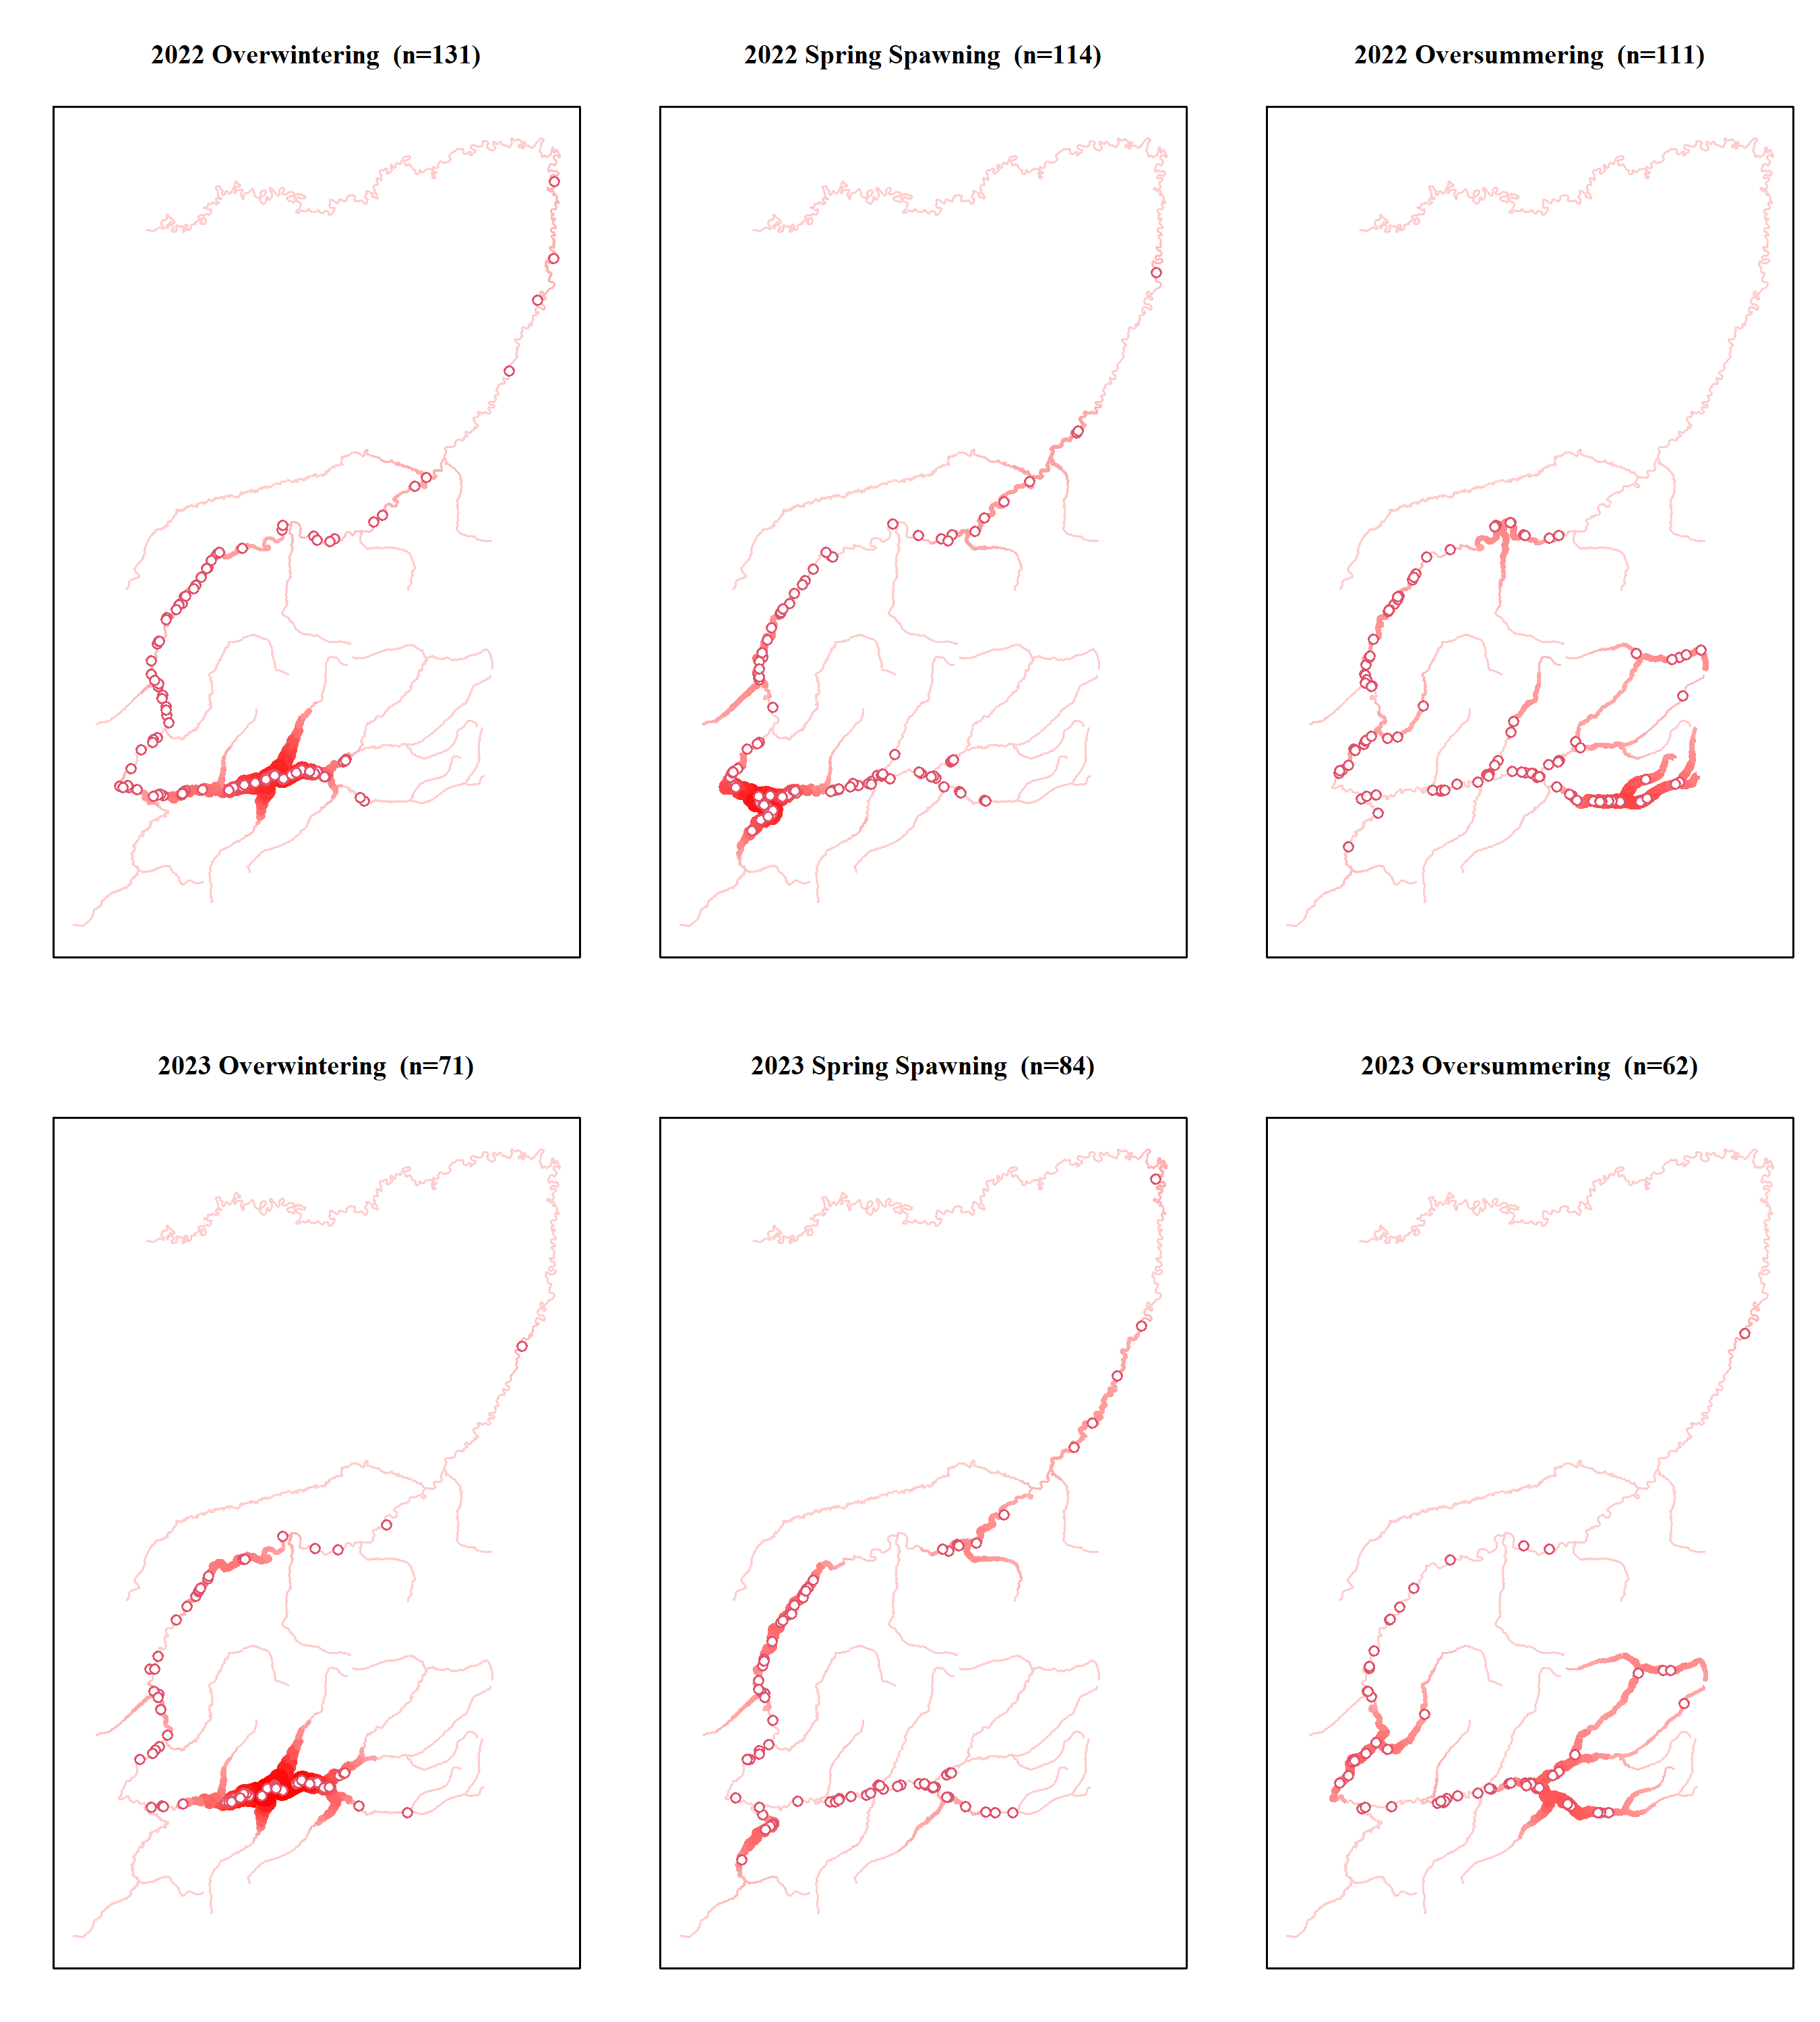 2022 Overwintering (n=131)
2022 Spring Spawning (n=114)
2022 Oversummering (n=111)
2023 Overwintering (n=71)
2023 Spring Spawning (n=84)
2023 Oversummering (n=62)